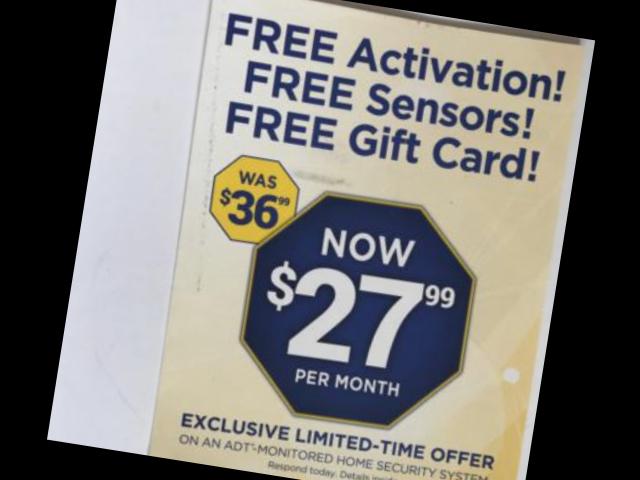 FREE Activation!
FREE Sensors!
FREE Gift Card!
WAS
$36.99
NOW
$27.99
PER MONTH
EXCLUSIVE LIMITED-TIME OFFER
ON AN ADT®-MONITORED HOME SECURITY SYSTEM
Respond today. Details